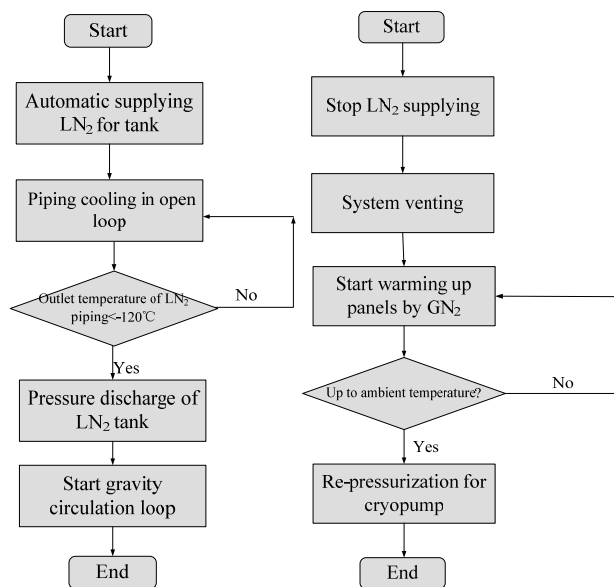 Start
Automatic supplying
LN₂ for tank
Piping cooling in open
loop
Outlet temperature of LN₂
piping<-120℃
No
Yes
Pressure discharge of
LN₂ tank
Start gravity
circulation loop
End
Start
Stop LN₂ supplying
System venting
Start warming up
panels by GN₂
Up to ambient temperature?
No
Yes
Re-pressurization for
cryopump
End